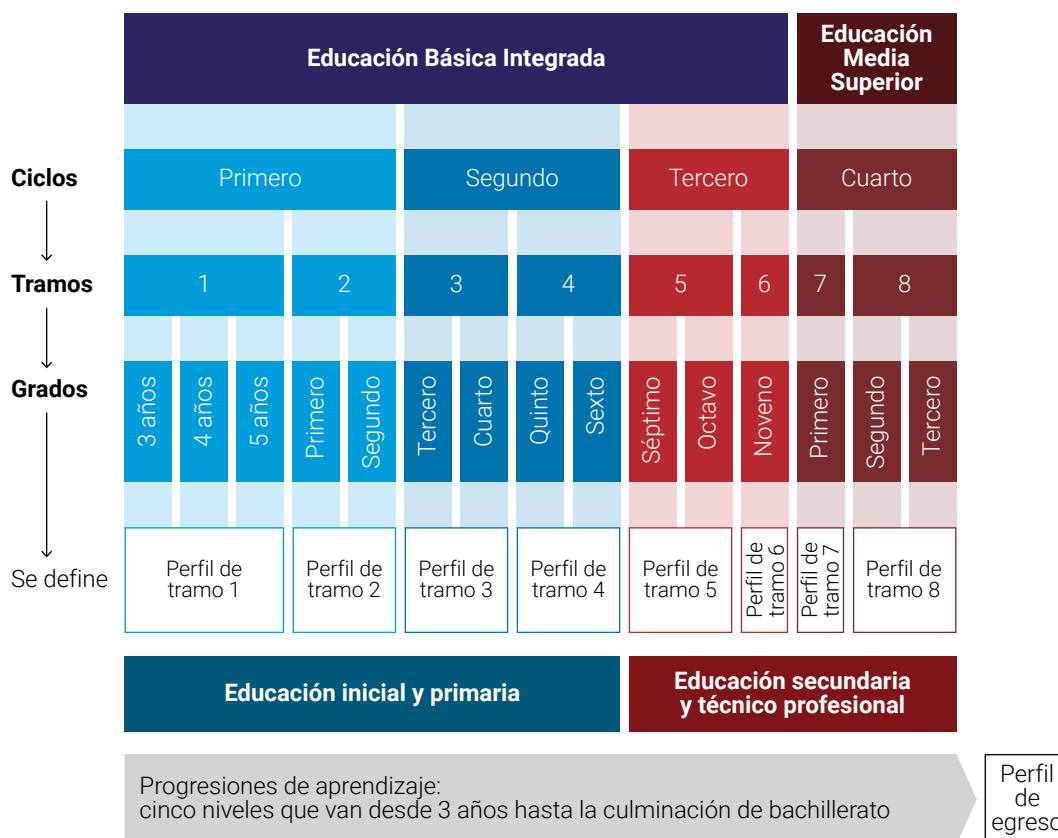 Educación Básica Integrada
Educación
Media
Superior
Ciclos
Primero
Segundo
Tercero
Cuarto
Tramos
1
2
3
4
5
6
7
8
Grados
3 años
4 años
5 años
Primero
Segundo
Tercero
Cuarto
Quinto
Sexto
Séptimo
Octavo
Noveno
Primero
Segundo
Tercero
Se define
Perfil de
tramo 1
Perfil de
tramo 2
Perfil de
tramo 3
Perfil de
tramo 4
Perfil de
tramo 5
Perfil de
tramo 6
Perfil de
tramo 7
Perfil de
tramo 8
Educación inicial y primaria
Educación secundaria
y técnico profesional
Progresiones de aprendizaje:
cinco niveles que van desde 3 años hasta la culminación de bachillerato
Perfil
de
egreso